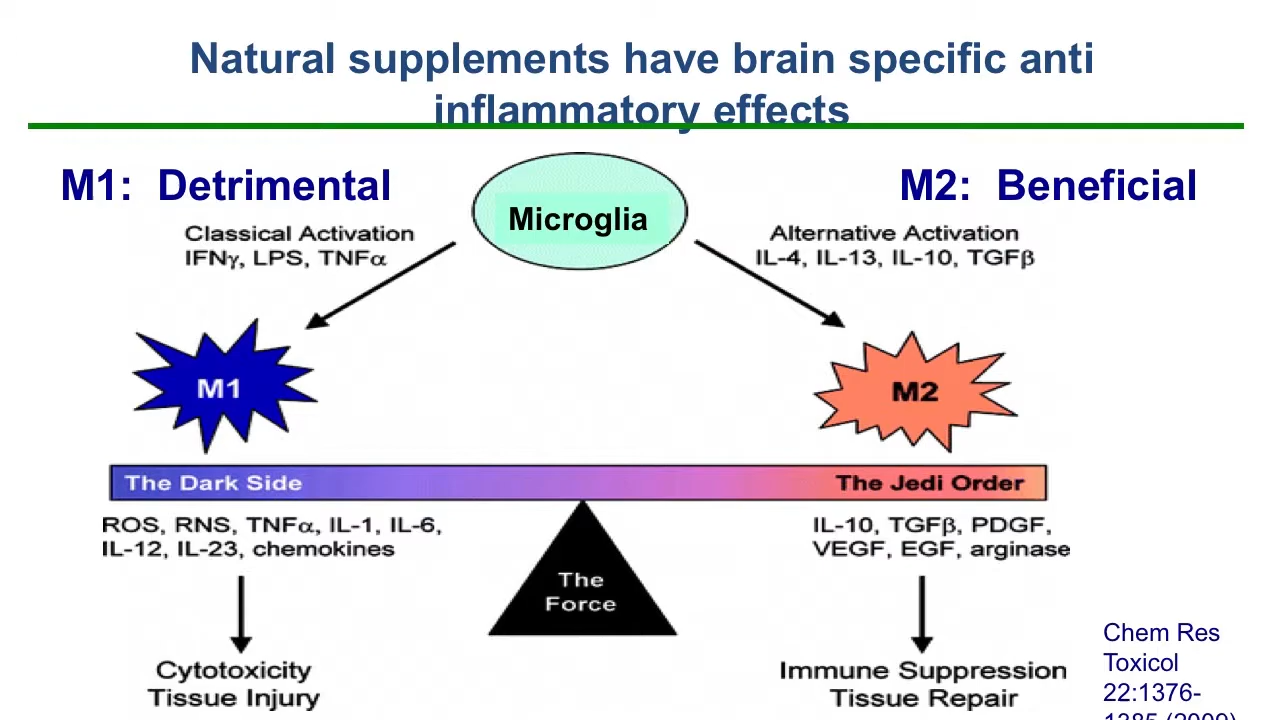 Natural supplements have brain specific anti
inflammatory effects
M1: Detrimental
M2: Beneficial
Microglia
Classical Activation
IFNγ, LPS, TNFα
Alternative Activation
IL-4, IL-13, IL-10, TGFβ
M1
M2
The Dark Side
The Jedi Order
ROS, RNS, TNFα, IL-1, IL-6,
IL-12, IL-23, chemokines
IL-10, TGFβ, PDGF,
VEGF, EGF, arginase
The
Force
Cytotoxicity
Tissue Injury
Immune Suppression
Tissue Repair
Chem Res
Toxicol
22:1376-
1385 (2009)